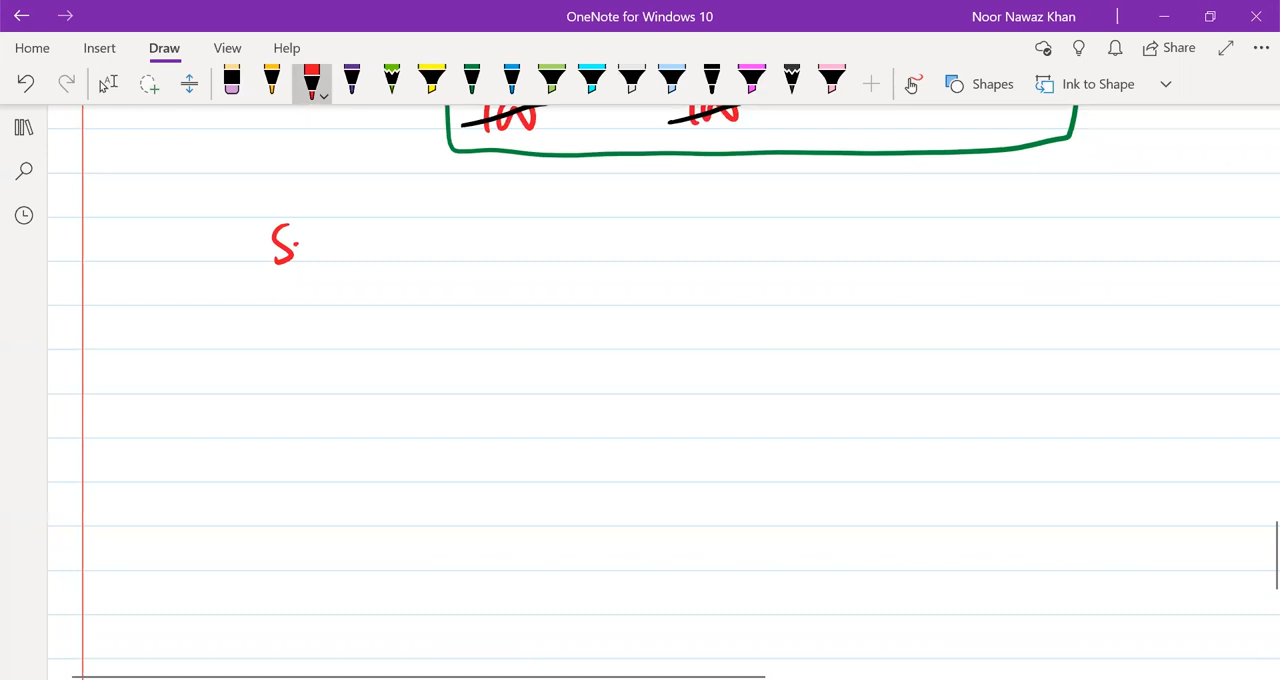 OneNote for Windows 10
Noor Nawaz Khan
Home Insert Draw View Help
Share
Shapes
Ink to Shape
S